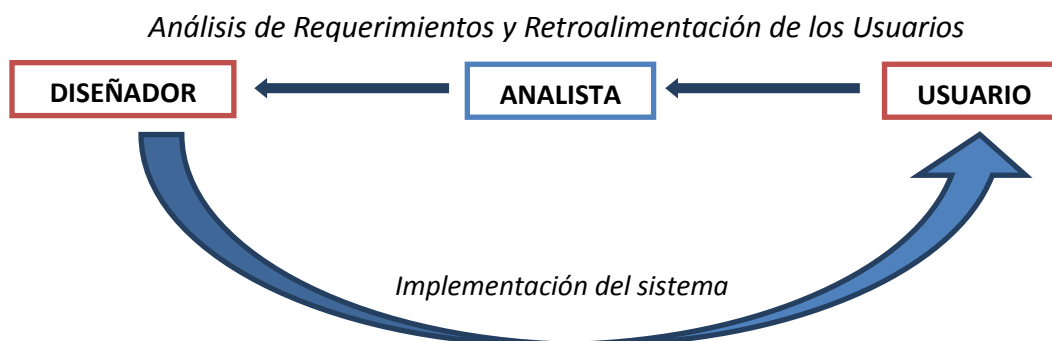 Análisis de Requerimientos y Retroalimentación de los Usuarios
DISEÑADOR
ANALISTA
USUARIO
Implementación del sistema